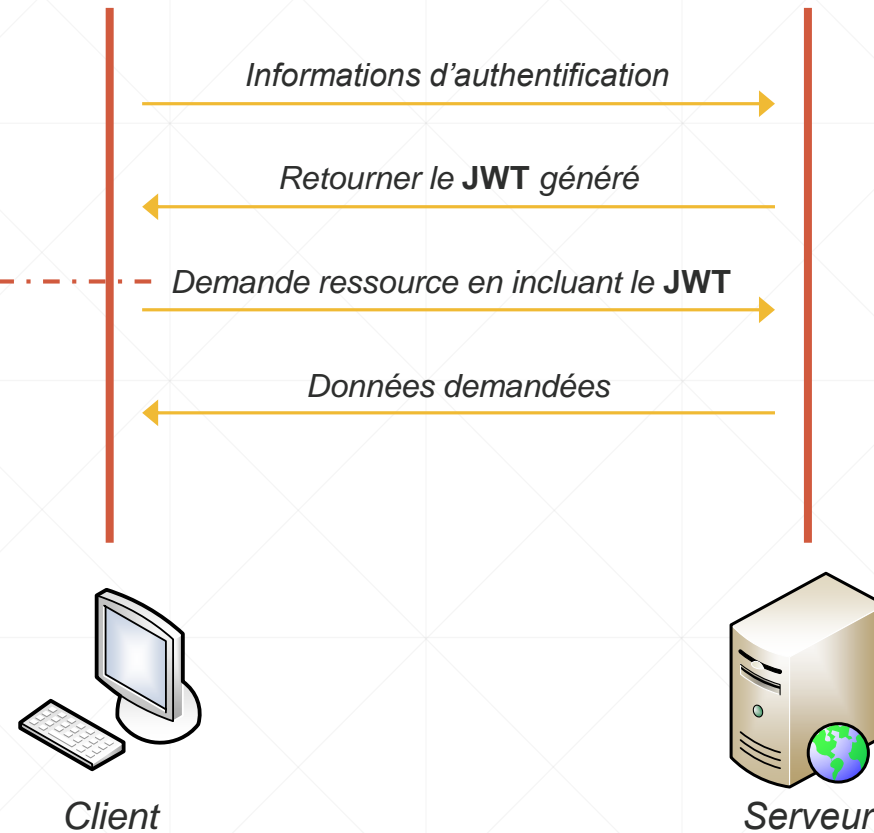 Informations d’authentification
Retourner le JWT généré
Demande ressource en incluant le JWT
Données demandées
Client
Serveur